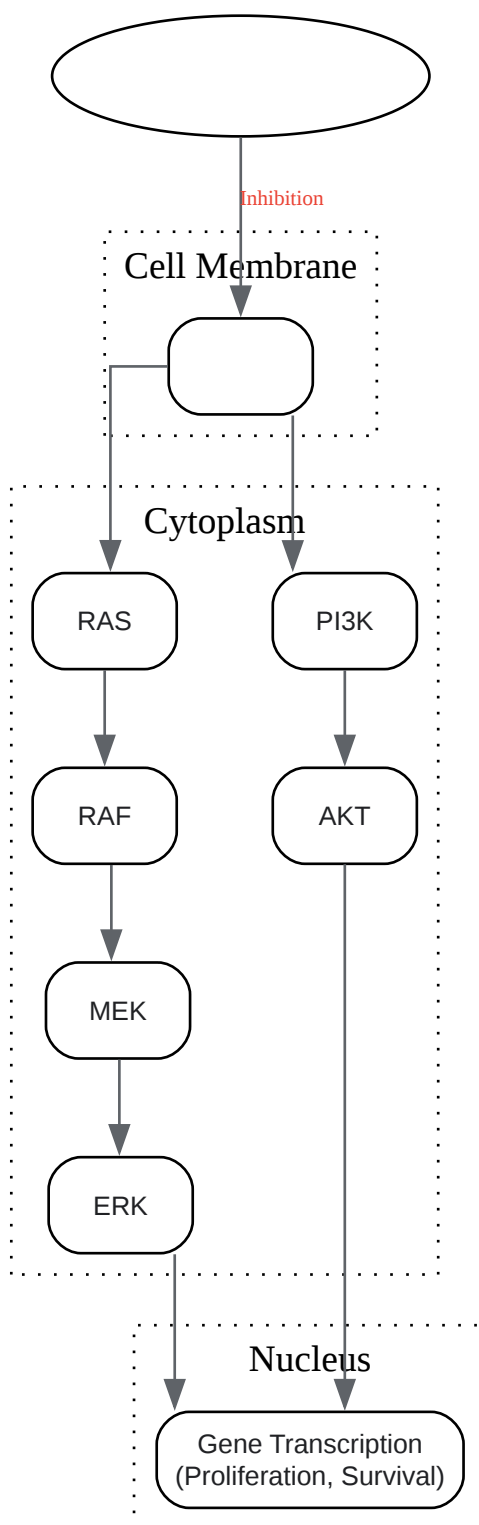 Inhibition
Cell Membrane
Cytoplasm
RAS
PI3K
RAF
AKT
MEK
ERK
Nucleus
Gene Transcription
(Proliferation, Survival)